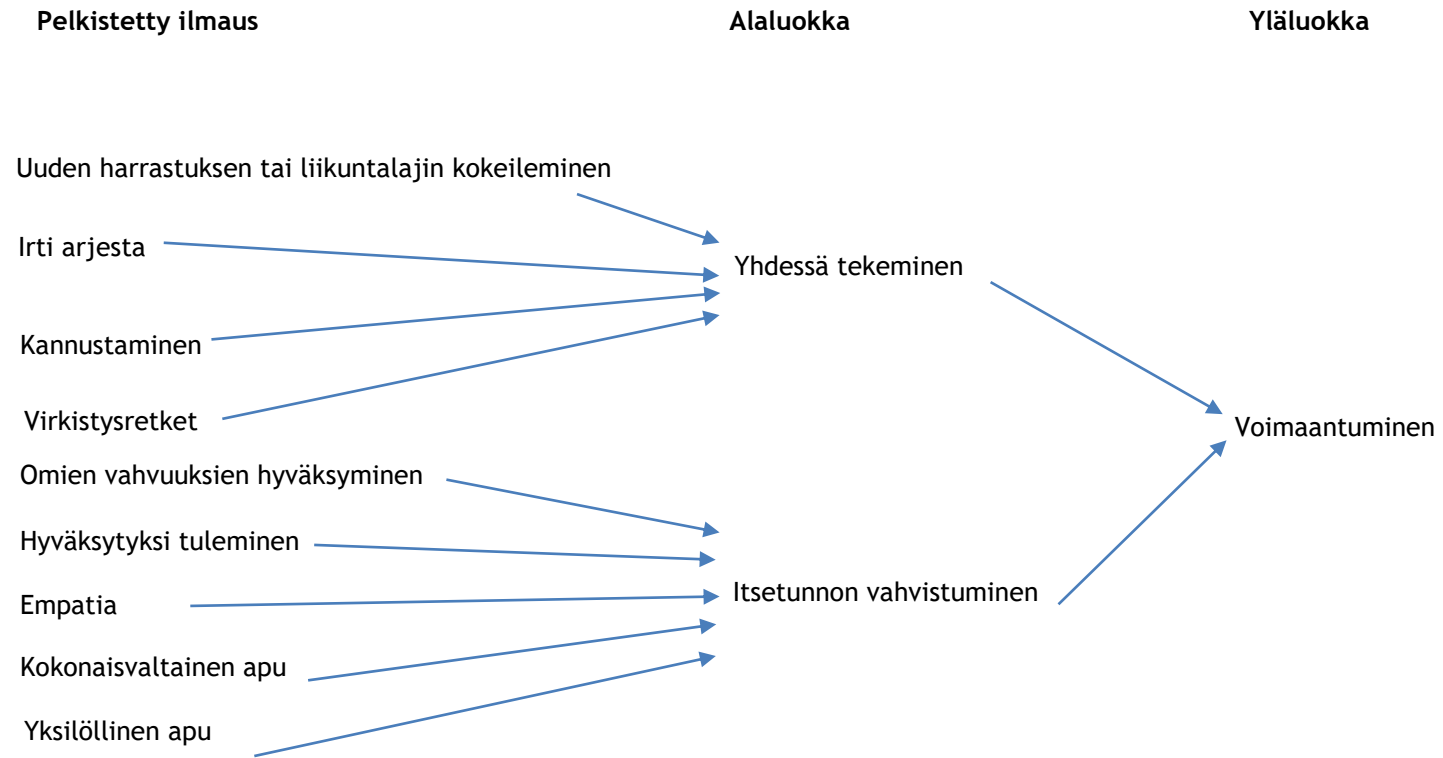 Pelkistetty ilmaus Alaluokka Yläluokka
Uuden harrastuksen tai liikuntalajin kokeileminen
Irti arjesta
Yhdessä tekeminen
Kannustaminen
Virkistysretket
Voimaantuminen
Omien vahvuuksien hyväksyminen
Hyväksytyksi tuleminen
Itsetunnon vahvistuminen
Empatia
Kokonaisvaltainen apu
Yksilöllinen apu